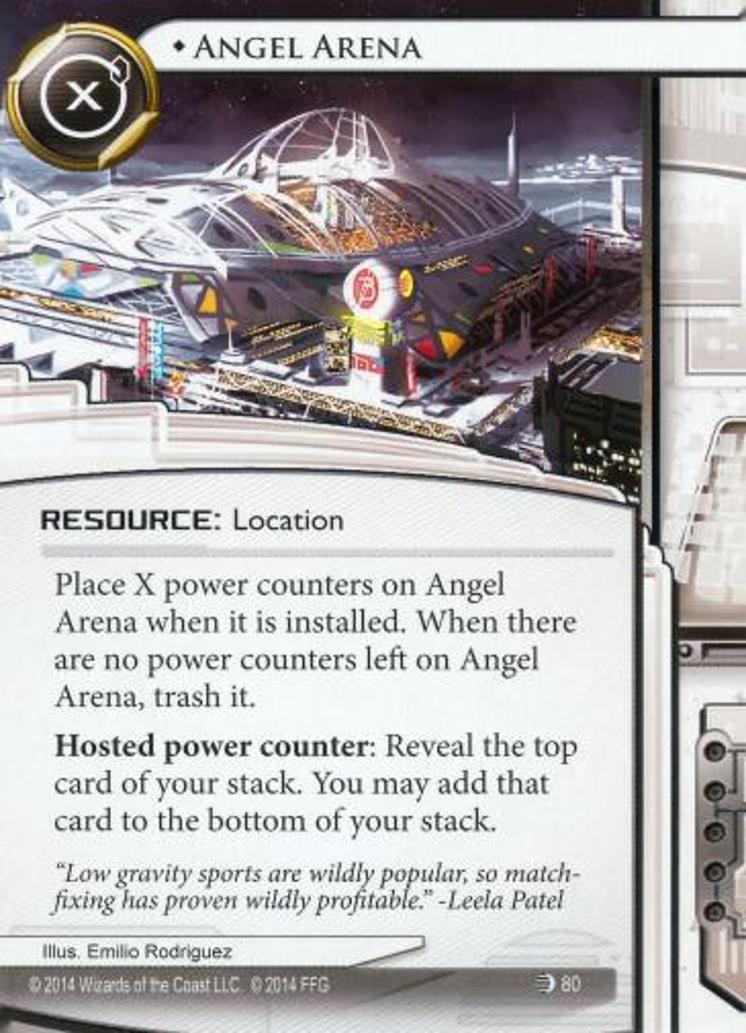 X
• ANGEL ARENA
RESOURCE: Location
Place X power counters on Angel
Arena when it is installed. When there
are no power counters left on Angel
Arena, trash it.
Hosted power counter: Reveal the top
card of your stack. You may add that
card to the bottom of your stack.
“Low gravity sports are wildly popular, so match-
fixing has proven wildly profitable.” -Leela Patel
Illus. Emilio Rodriguez
© 2014 Wizards of the Coast LLC. © 2014 FFG
80